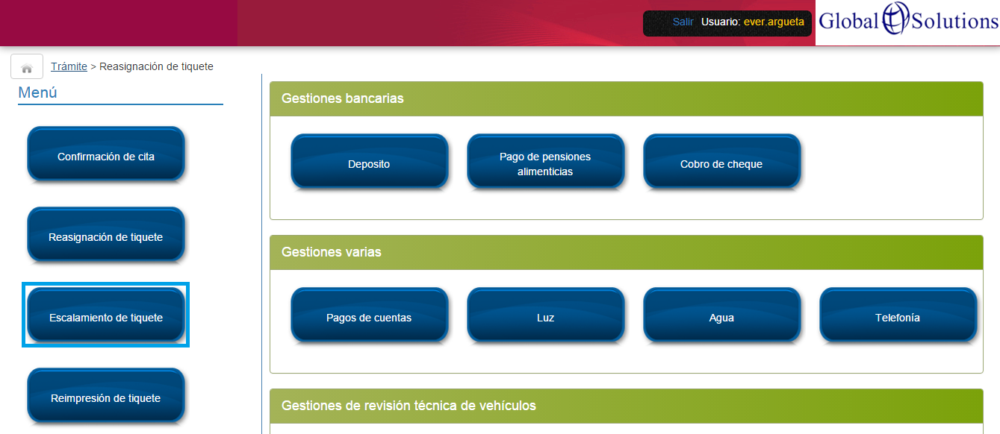 Salir Usuario: ever.argueta
Global Solutions
Trámite > Reasignación de tiquete
Menú
Confirmación de cita
Reasignación de tiquete
Escalamiento de tiquete
Reimpresión de tiquete
Gestiones bancarias
Deposito
Pago de pensiones
alimenticias
Cobro de cheque
Gestiones varias
Pagos de cuentas
Luz
Agua
Telefonía
Gestiones de revisión técnica de vehículos